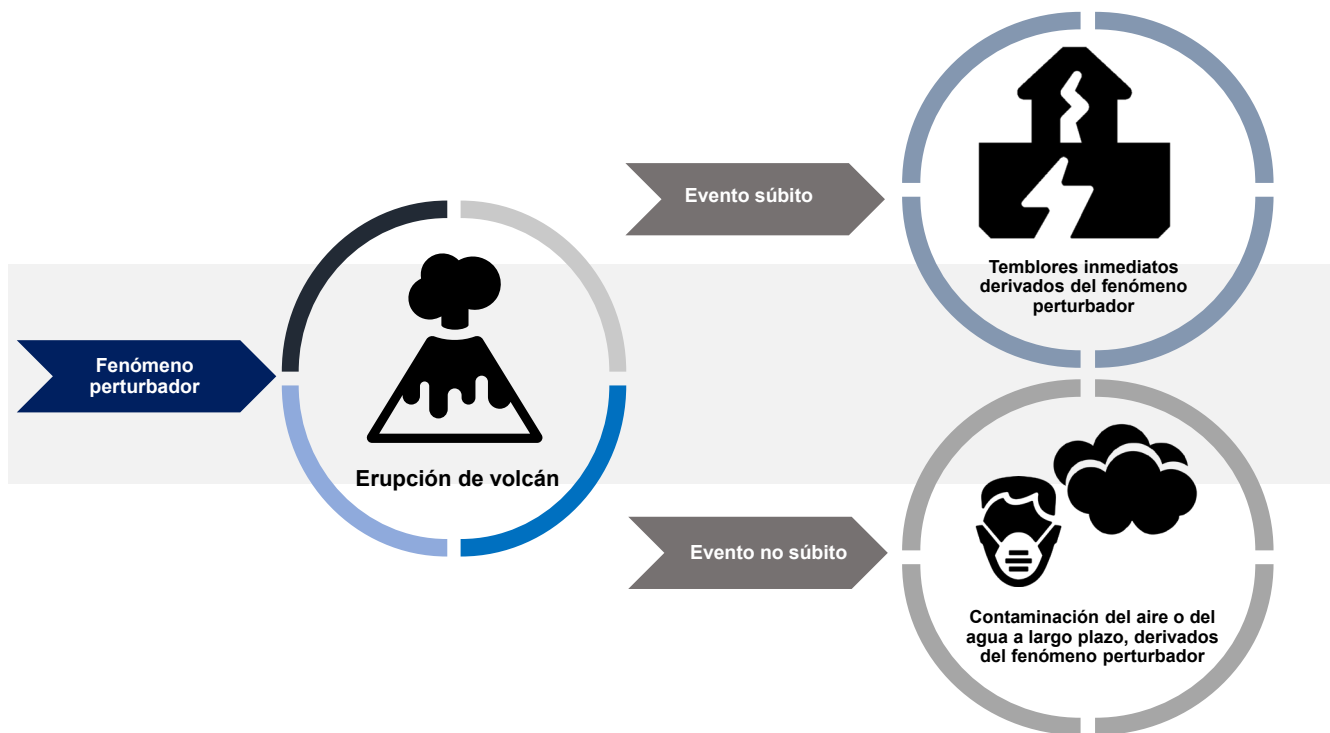 Fenómeno
perturbador
Erupción de volcán
Evento súbito
Temblores inmediatos
derivados del fenómeno
perturbador
Evento no súbito
Contaminación del aire o del
agua a largo plazo, derivados
del fenómeno perturbador